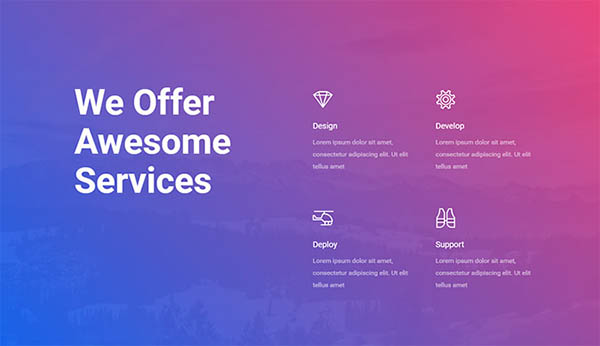 We Offer
Awesome
Services
Design
Lorem ipsum dolor sit amet,
consectetur adipiscing elit. Ut elit
tellus amet
Develop
Lorem ipsum dolor sit amet,
consectetur adipiscing elit. Ut elit
tellus amet
Deploy
Lorem ipsum dolor sit amet,
consectetur adipiscing elit. Ut elit
tellus amet
Support
Lorem ipsum dolor sit amet,
consectetur adipiscing elit. Ut elit
tellus amet